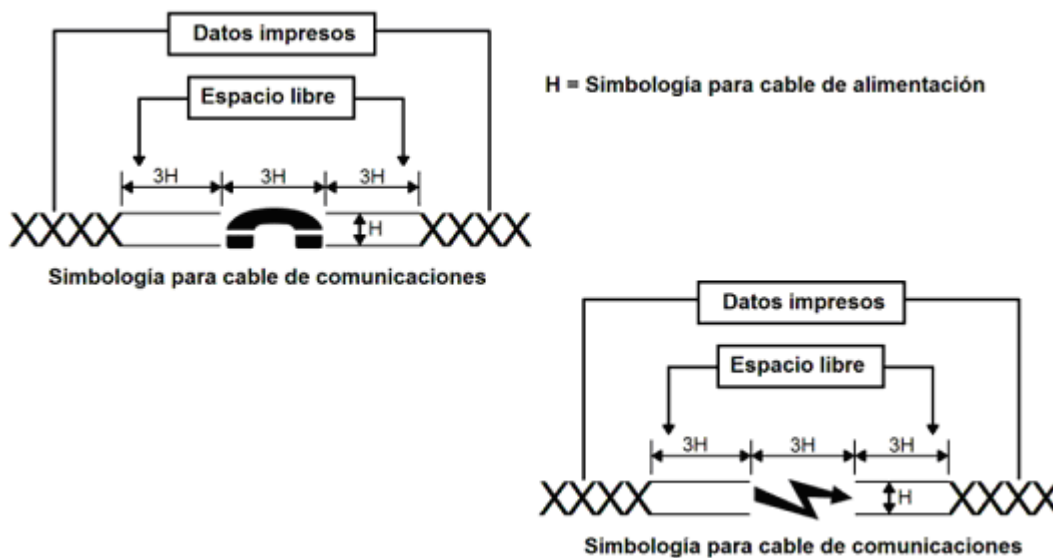 Datos impresos
H = Simbología para cable de alimentación
Espacio libre
3H 3H 3H
XXXX H XXXX
Simbología para cable de comunicaciones
Datos impresos
Espacio libre
3H 3H 3H
XXXX H XXXX
Simbología para cable de comunicaciones